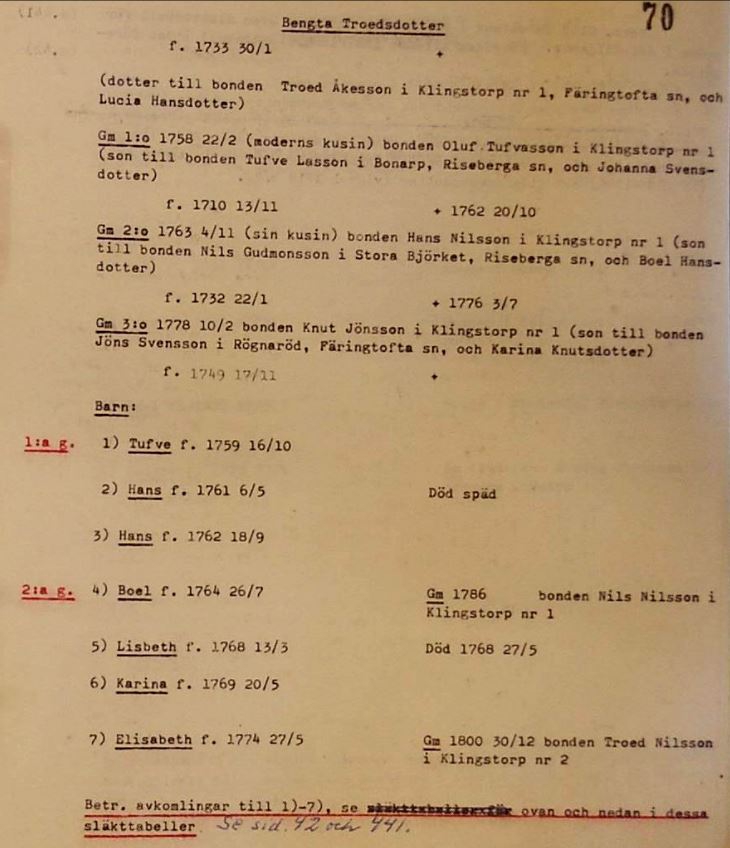 70
Bengta Troedsdotter
f. 1733 30/1 +
(dotter till bonden Troed Åkesson i Klingstorp nr 1, Färingtofta sn, och
Lucia Hansdotter)
Gm 1:o 1758 22/2 (moderns kusin) bonden Oluf Tufvasson i Klingstorp nr 1
(son till bonden Tufve Lasson i Bonarp, Riseberga sn, och Johanna Svens-
dotter)
f. 1710 13/11 + 1762 20/10
Gm 2:o 1763 4/11 (sin kusin) bonden Hans Nilsson i Klingstorp nr 1 (son
till bonden Nils Gudmonsson i Stora Björket, Riseberga sn, och Boel Hans-
dotter)
f. 1732 22/1 + 1776 3/7
Gm 3:o 1778 10/2 bonden Knut Jönsson i Klingstorp nr 1 (son till bonden
Jöns Svensson i Rögnaröd, Färingtofta sn, och Karina Knutsdotter)
f. 1749 17/11 +
Barn:
1:a g. 1) Tufve f. 1759 16/10
2) Hans f. 1761 6/5 Död späd
3) Hans f. 1762 18/9
2:a g. 4) Boel f. 1764 26/7 Gm 1786 bonden Nils Nilsson i
Klingstorp nr 1
5) Lisbeth f. 1768 13/3 Död 1768 27/5
6) Karina f. 1769 20/5
7) Elisabeth f. 1774 27/5 Gm 1800 30/12 bonden Troed Nilsson
i Klingstorp nr 2
Betr. avkomlingar till 1)-7), se ovan och nedan i dessa
släkttabeller. Se sid. 42 och 441.